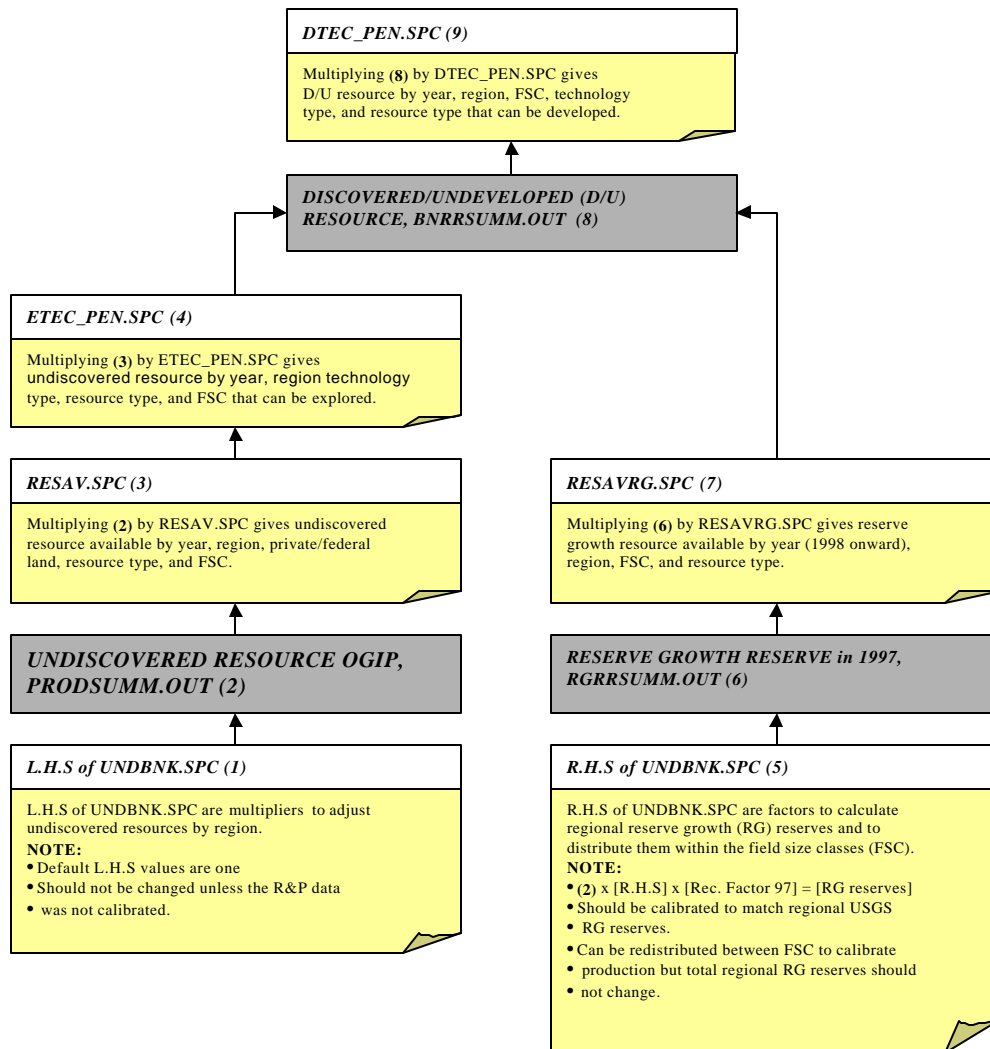 DTEC_PEN.SPC (9)
Multiplying (8) by DTEC_PEN.SPC gives
D/U resource by year, region, FSC, technology
type, and resource type that can be developed.
DISCOVERED/UNDEVELOPED (D/U)
RESOURCE, BNRRSUMM.OUT (8)
ETEC_PEN.SPC (4)
Multiplying (3) by ETEC_PEN.SPC gives
undiscovered resource by year, region technology
type, resource type, and FSC that can be explored.
RESAV.SPC (3)
Multiplying (2) by RESAV.SPC gives undiscovered
resource available by year, region, private/federal
land, resource type, and FSC.
UNDISCOVERED RESOURCE OGIP,
PRODSUMM.OUT (2)
L.H.S of UNDBNK.SPC (1)
L.H.S of UNDBNK.SPC are multipliers to adjust
undiscovered resources by region.
NOTE:
• Default L.H.S values are one
• Should not be changed unless the R&P data
• was not calibrated.
RESAVRG.SPC (7)
Multiplying (6) by RESAVRG.SPC gives reserve
growth resource available by year (1998 onward),
region, FSC, and resource type.
RESERVE GROWTH RESERVE in 1997,
RGRRSUMM.OUT (6)
R.H.S of UNDBNK.SPC (5)
R.H.S of UNDBNK.SPC are factors to calculate
regional reserve growth (RG) reserves and to
distribute them within the field size classes (FSC).
NOTE:
• (2) x [R.H.S] x [Rec. Factor 97] = [RG reserves]
• Should be calibrated to match regional USGS
• RG reserves.
• Can be redistributed between FSC to calibrate
• production but total regional RG reserves should
• not change.